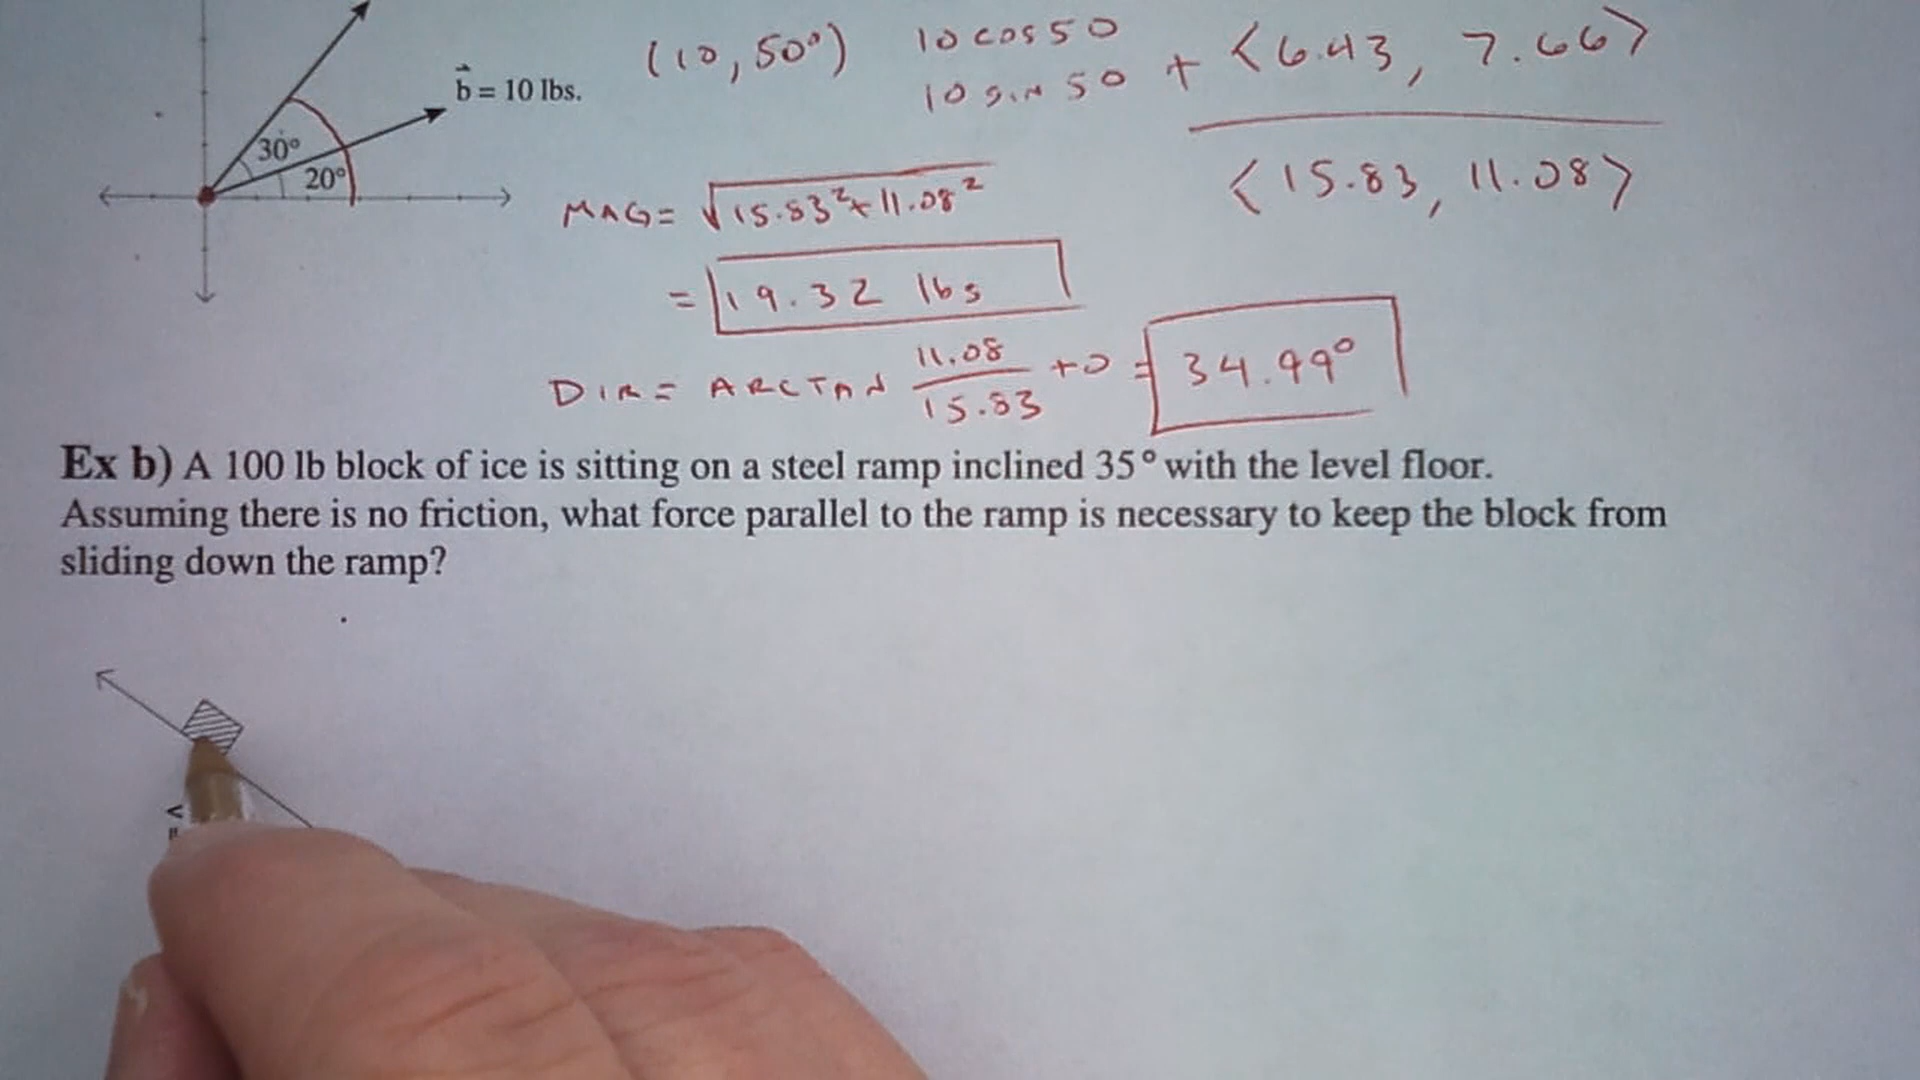 (10, 50°) 10 cos 50 + <6.43, 7.66>
10 sin 50
b⃗ = 10 lbs.
30°
20°
<15.83, 11.08>
MAG = √15.83² + 11.08²
= 19.32 lbs
DIR = ARCTAN 11.08/15.83 + 0 = 34.99°
Ex b) A 100 lb block of ice is sitting on a steel ramp inclined 35° with the level floor.
Assuming there is no friction, what force parallel to the ramp is necessary to keep the block from
sliding down the ramp?